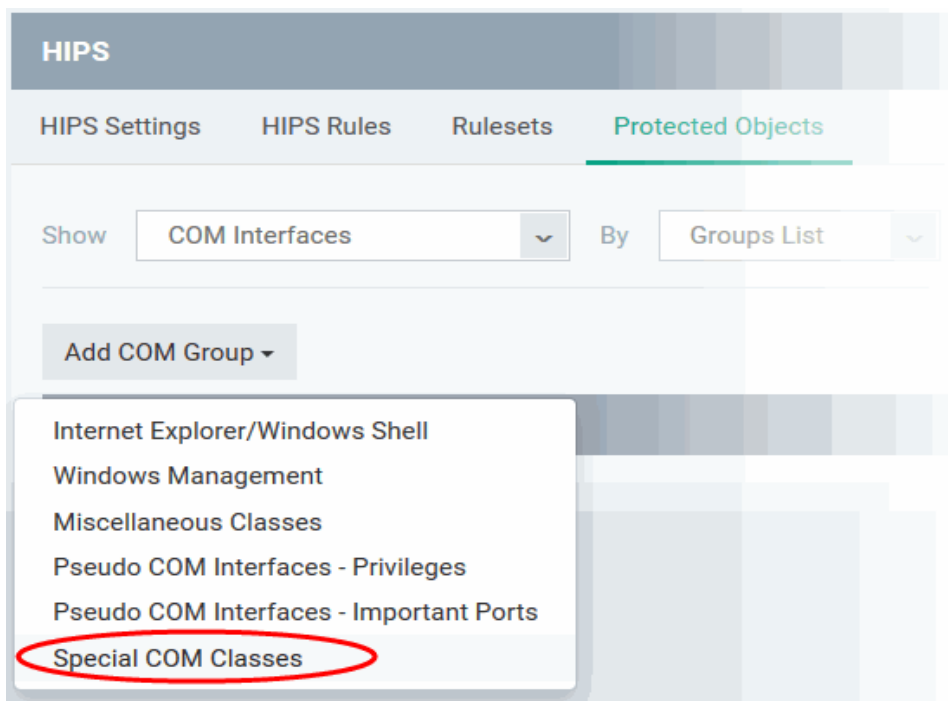 HIPS
HIPS Settings HIPS Rules Rulesets Protected Objects
Show COM Interfaces By Groups List
Add COM Group
Internet Explorer/Windows Shell
Windows Management
Miscellaneous Classes
Pseudo COM Interfaces - Privileges
Pseudo COM Interfaces - Important Ports
Special COM Classes